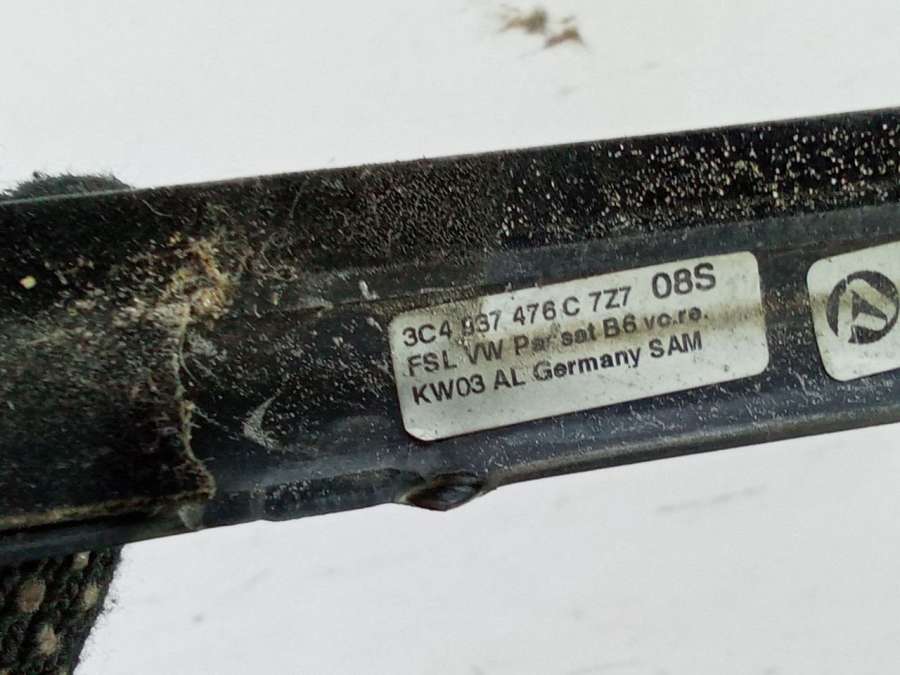 3C4 937 476 C 7Z7 08S
FSL VW Passat B6 vo.re.
KW03 AL Germany SAM